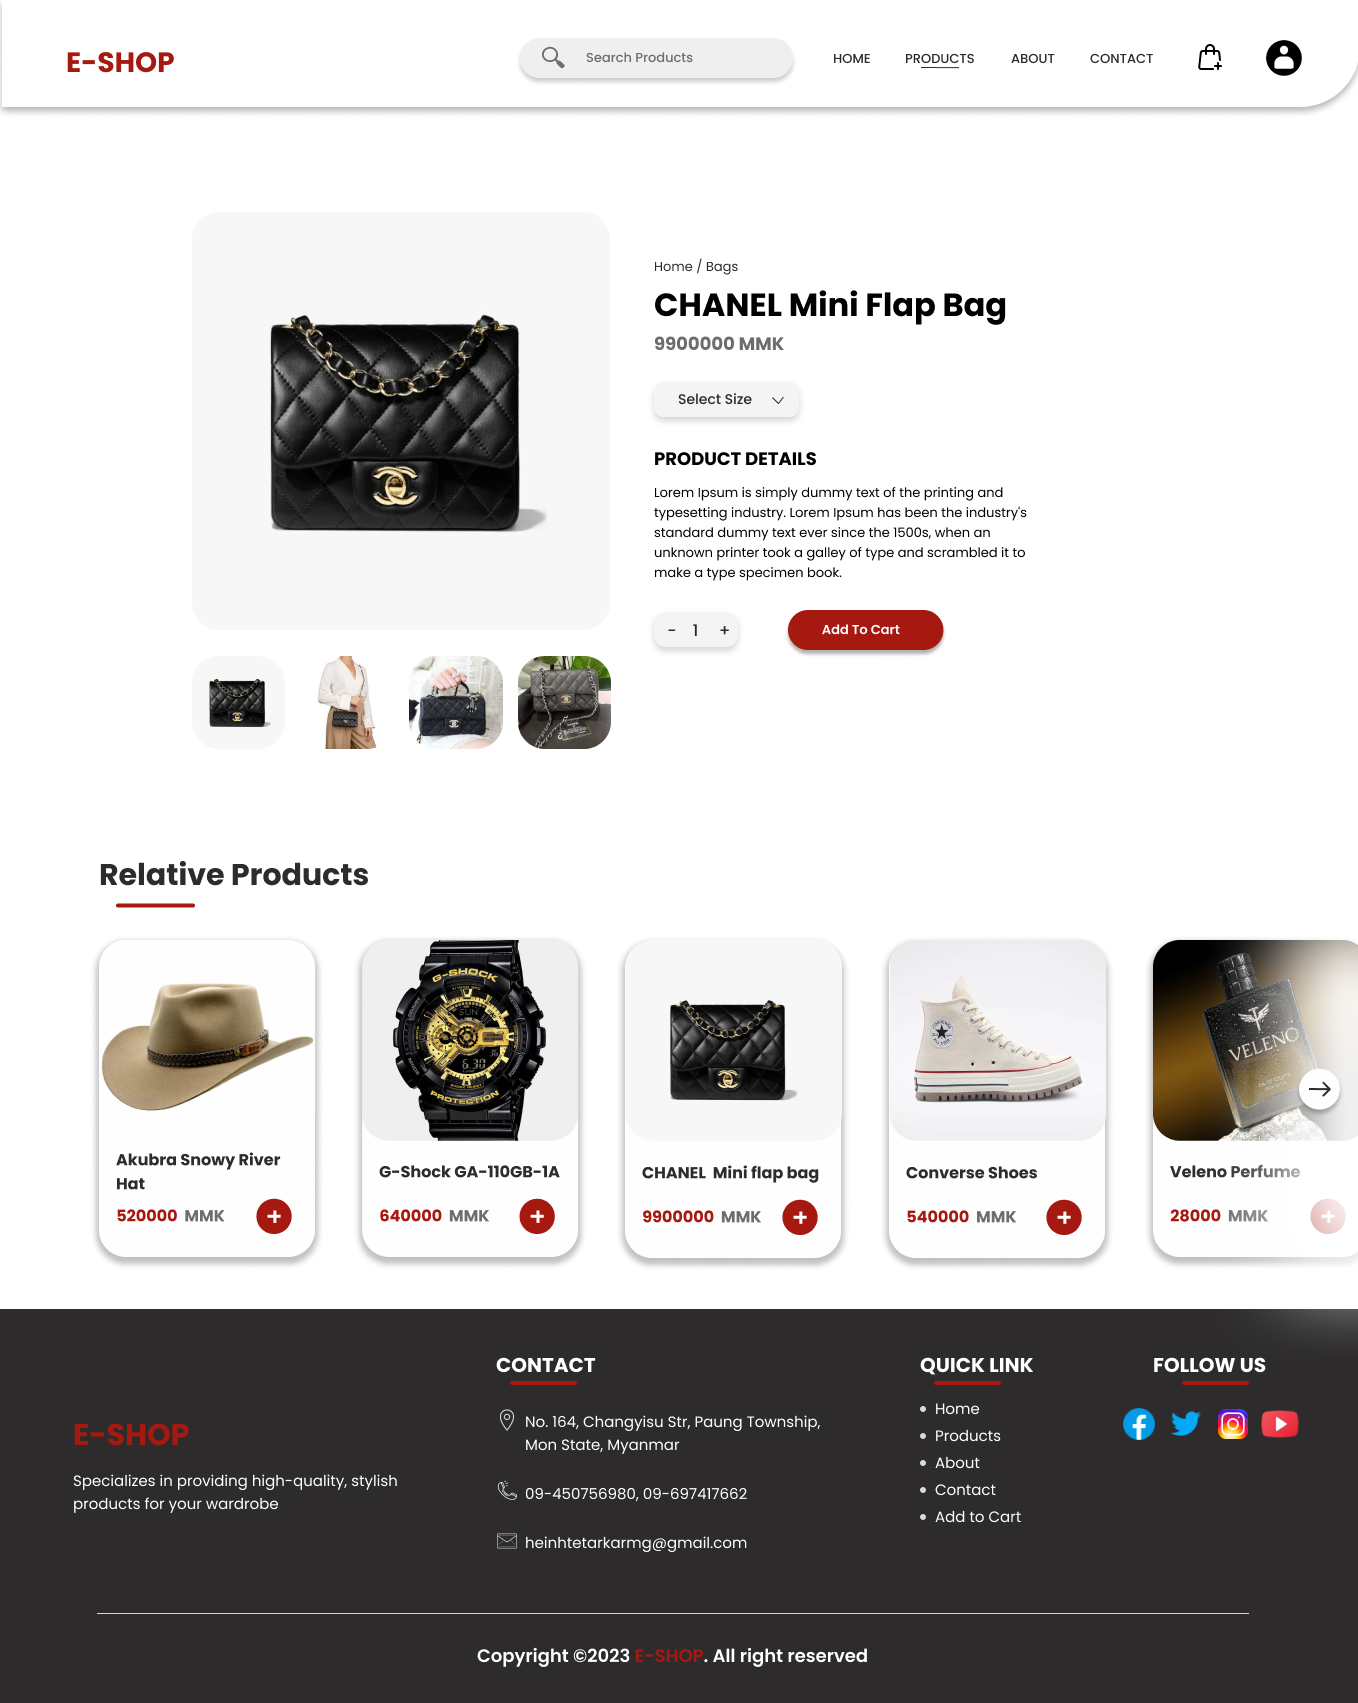 E-SHOP
Search Products
HOME
PRODUCTS
ABOUT
CONTACT
Home / Bags
CHANEL Mini Flap Bag
9900000 MMK
Select Size
PRODUCT DETAILS
Lorem Ipsum is simply dummy text of the printing and
typesetting industry. Lorem Ipsum has been the industry's
standard dummy text ever since the 1500s, when an
unknown printer took a galley of type and scrambled it to
make a type specimen book.
- 1 +
Add To Cart
Relative Products
G-SHOCK
SUN
6:30
PROTECTION
CONVERSE
VELENO
Akubra Snowy River
Hat
520000 MMK
+
G-Shock GA-110GB-1A
640000 MMK
+
CHANEL Mini flap bag
9900000 MMK
+
Converse Shoes
540000 MMK
+
Veleno Perfume
28000 MMK
+
E-SHOP
Specializes in providing high-quality, stylish
products for your wardrobe
CONTACT
No. 164, Changyisu Str, Paung Township,
Mon State, Myanmar
09-450756980, 09-697417662
heinhtetarkarmg@gmail.com
QUICK LINK
Home
Products
About
Contact
Add to Cart
FOLLOW US
Copyright ©2023 E-SHOP. All right reserved